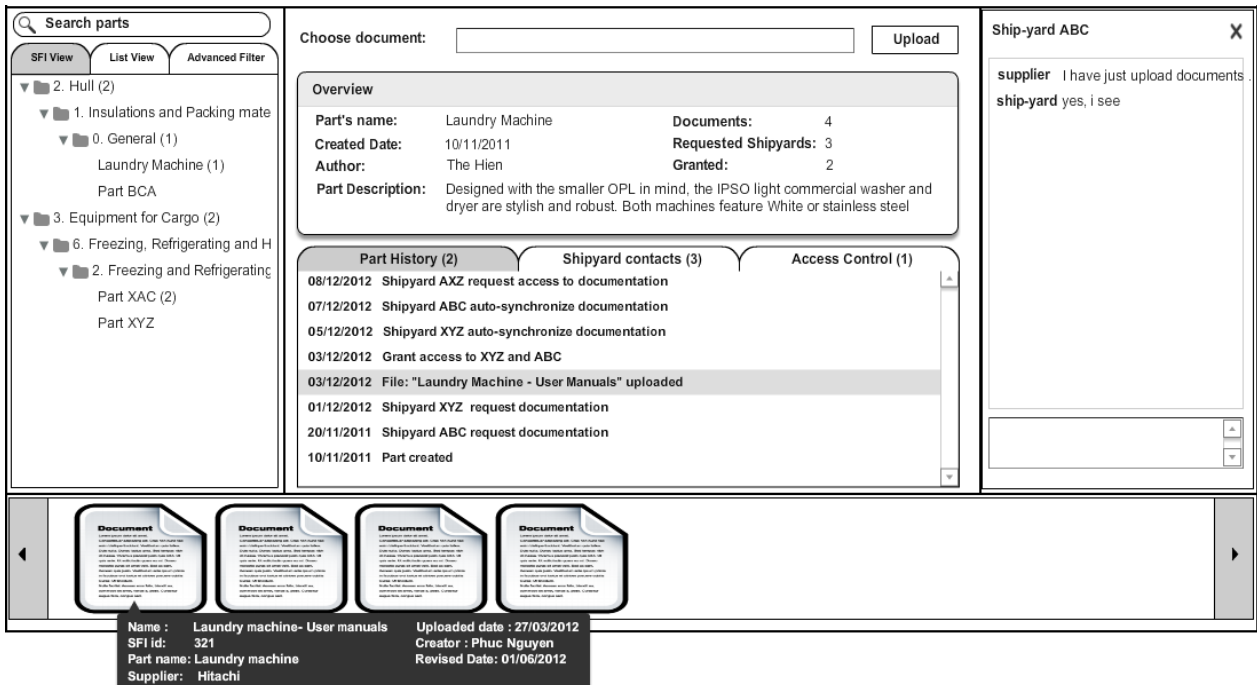 Search parts
SFI View
List View
Advanced Filter
2. Hull (2)
1. Insulations and Packing mate
0. General (1)
Laundry Machine (1)
Part BCA
3. Equipment for Cargo (2)
6. Freezing, Refrigerating and H
2. Freezing and Refrigerating
Part XAC (2)
Part XYZ
Choose document:
Upload
Overview
Part's name: Laundry Machine
Documents: 4
Created Date: 10/11/2011
Requested Shipyards: 3
Author: The Hien
Granted: 2
Part Description: Designed with the smaller OPL in mind, the IPSO light commercial washer and
dryer are stylish and robust. Both machines feature White or stainless steel
Part History (2)
Shipyard contacts (3)
Access Control (1)
08/12/2012 Shipyard AXZ request access to documentation
07/12/2012 Shipyard ABC auto-synchronize documentation
05/12/2012 Shipyard XYZ auto-synchronize documentation
03/12/2012 Grant access to XYZ and ABC
03/12/2012 File: "Laundry Machine - User Manuals" uploaded
01/12/2012 Shipyard XYZ request documentation
20/11/2011 Shipyard ABC request documentation
10/11/2011 Part created
Ship-yard ABC
X
supplier I have just upload documents .
ship-yard yes, i see
Document
Document
Document
Document
Name : Laundry machine- User manuals
Uploaded date : 27/03/2012
SFI id: 321
Creator : Phuc Nguyen
Part name: Laundry machine
Revised Date: 01/06/2012
Supplier: Hitachi